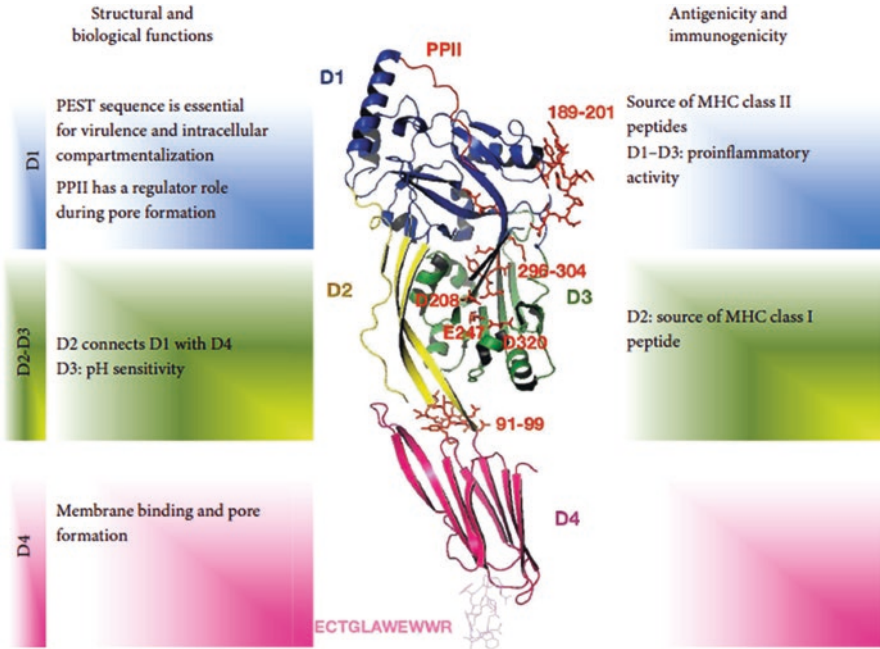 Structural and
biological functions
Antigenicity and
immunogenicity
D1
PEST sequence is essential
for virulence and intracellular
compartmentalization
PPII has a regulator role
during pore formation
PPII
D1
189-201
Source of MHC class II
peptides
D1–D3: proinflammatory
activity
D2-D3
D2 connects D1 with D4
D3: pH sensitivity
D2
296-304
D208
D3
E247
D320
91-99
D2: source of MHC class I
peptide
D4
Membrane binding and pore
formation
D4
ECTGLAWEWWR